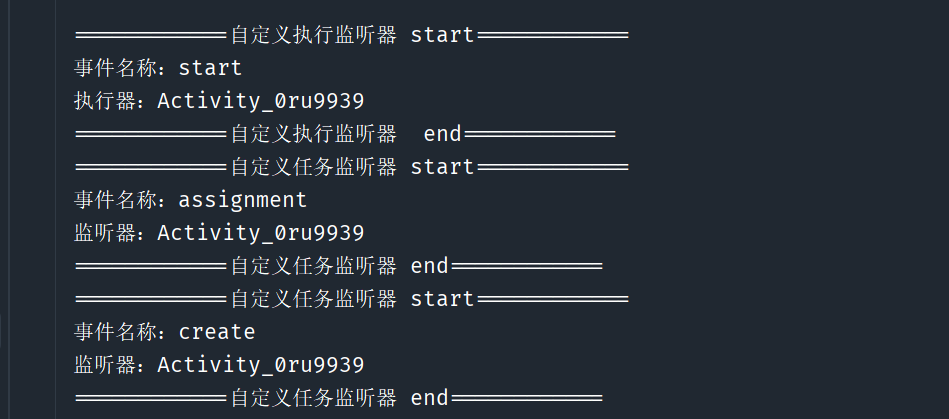 ============自定义执行监听器 start============
事件名称：start
执行器：Activity_0ru9939
============自定义执行监听器  end============
============自定义任务监听器 start============
事件名称：assignment
监听器：Activity_0ru9939
============自定义任务监听器 end============
============自定义任务监听器 start============
事件名称：create
监听器：Activity_0ru9939
============自定义任务监听器 end============